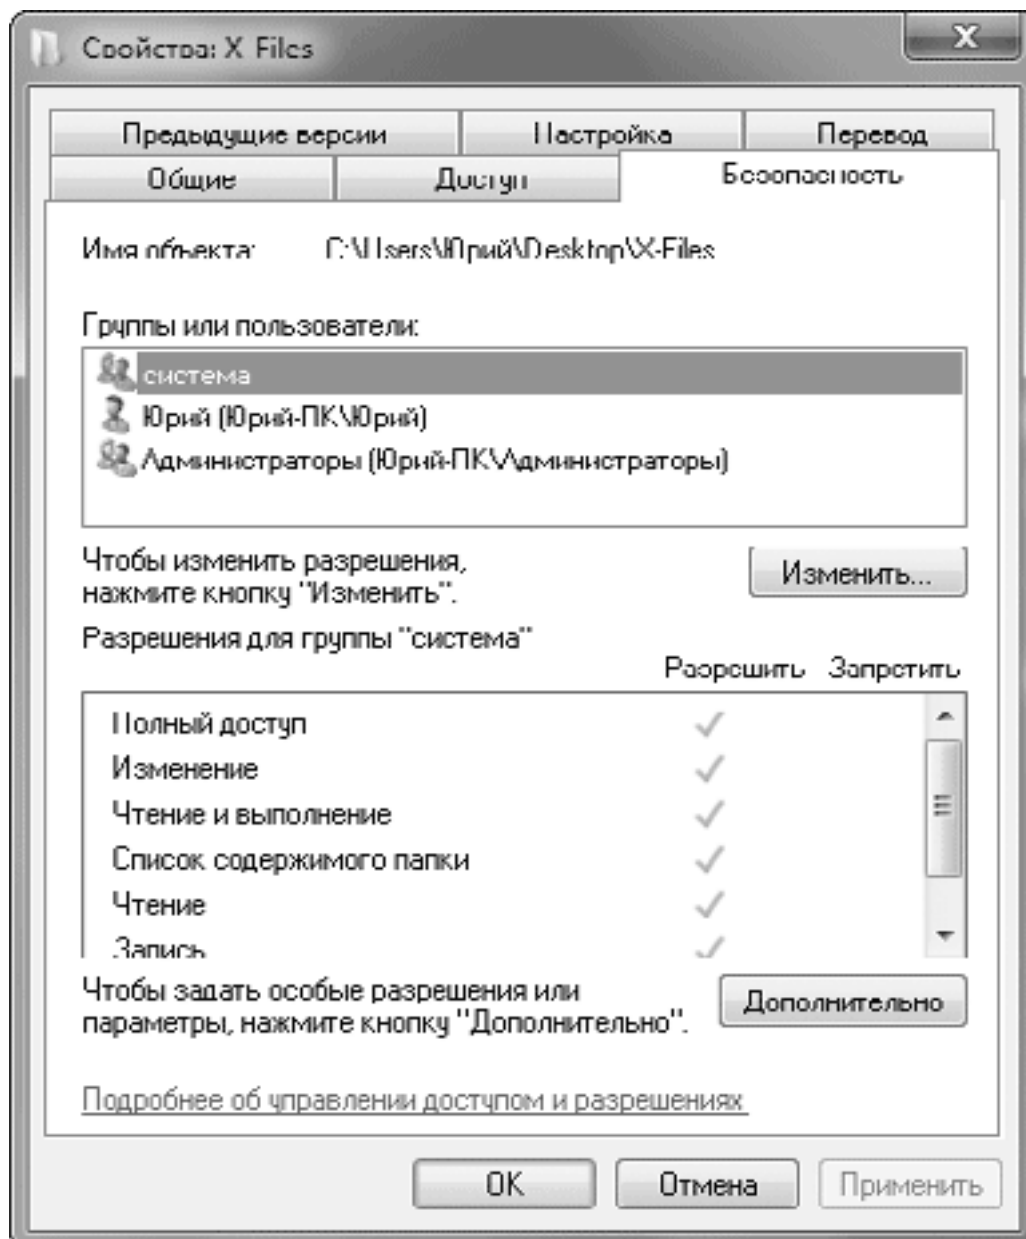 Свойства: X-Files
X
Предыдущие версии Настройка Перевод
Общие Доступ Безопасность
Имя объекта: C:\Users\Юрий\Desktop\X-Files
Группы или пользователи:
система
Юрий (Юрий-ПК\Юрий)
Администраторы (Юрий-ПК\Администраторы)
Чтобы изменить разрешения,
нажмите кнопку "Изменить".
Изменить...
Разрешения для группы "система"
Разрешить Запретить
Полный доступ
Изменение
Чтение и выполнение
Список содержимого папки
Чтение
Запись
Чтобы задать особые разрешения или
параметры, нажмите кнопку "Дополнительно".
Дополнительно
Подробнее об управлении доступом и разрешениях
OK Отмена Применить